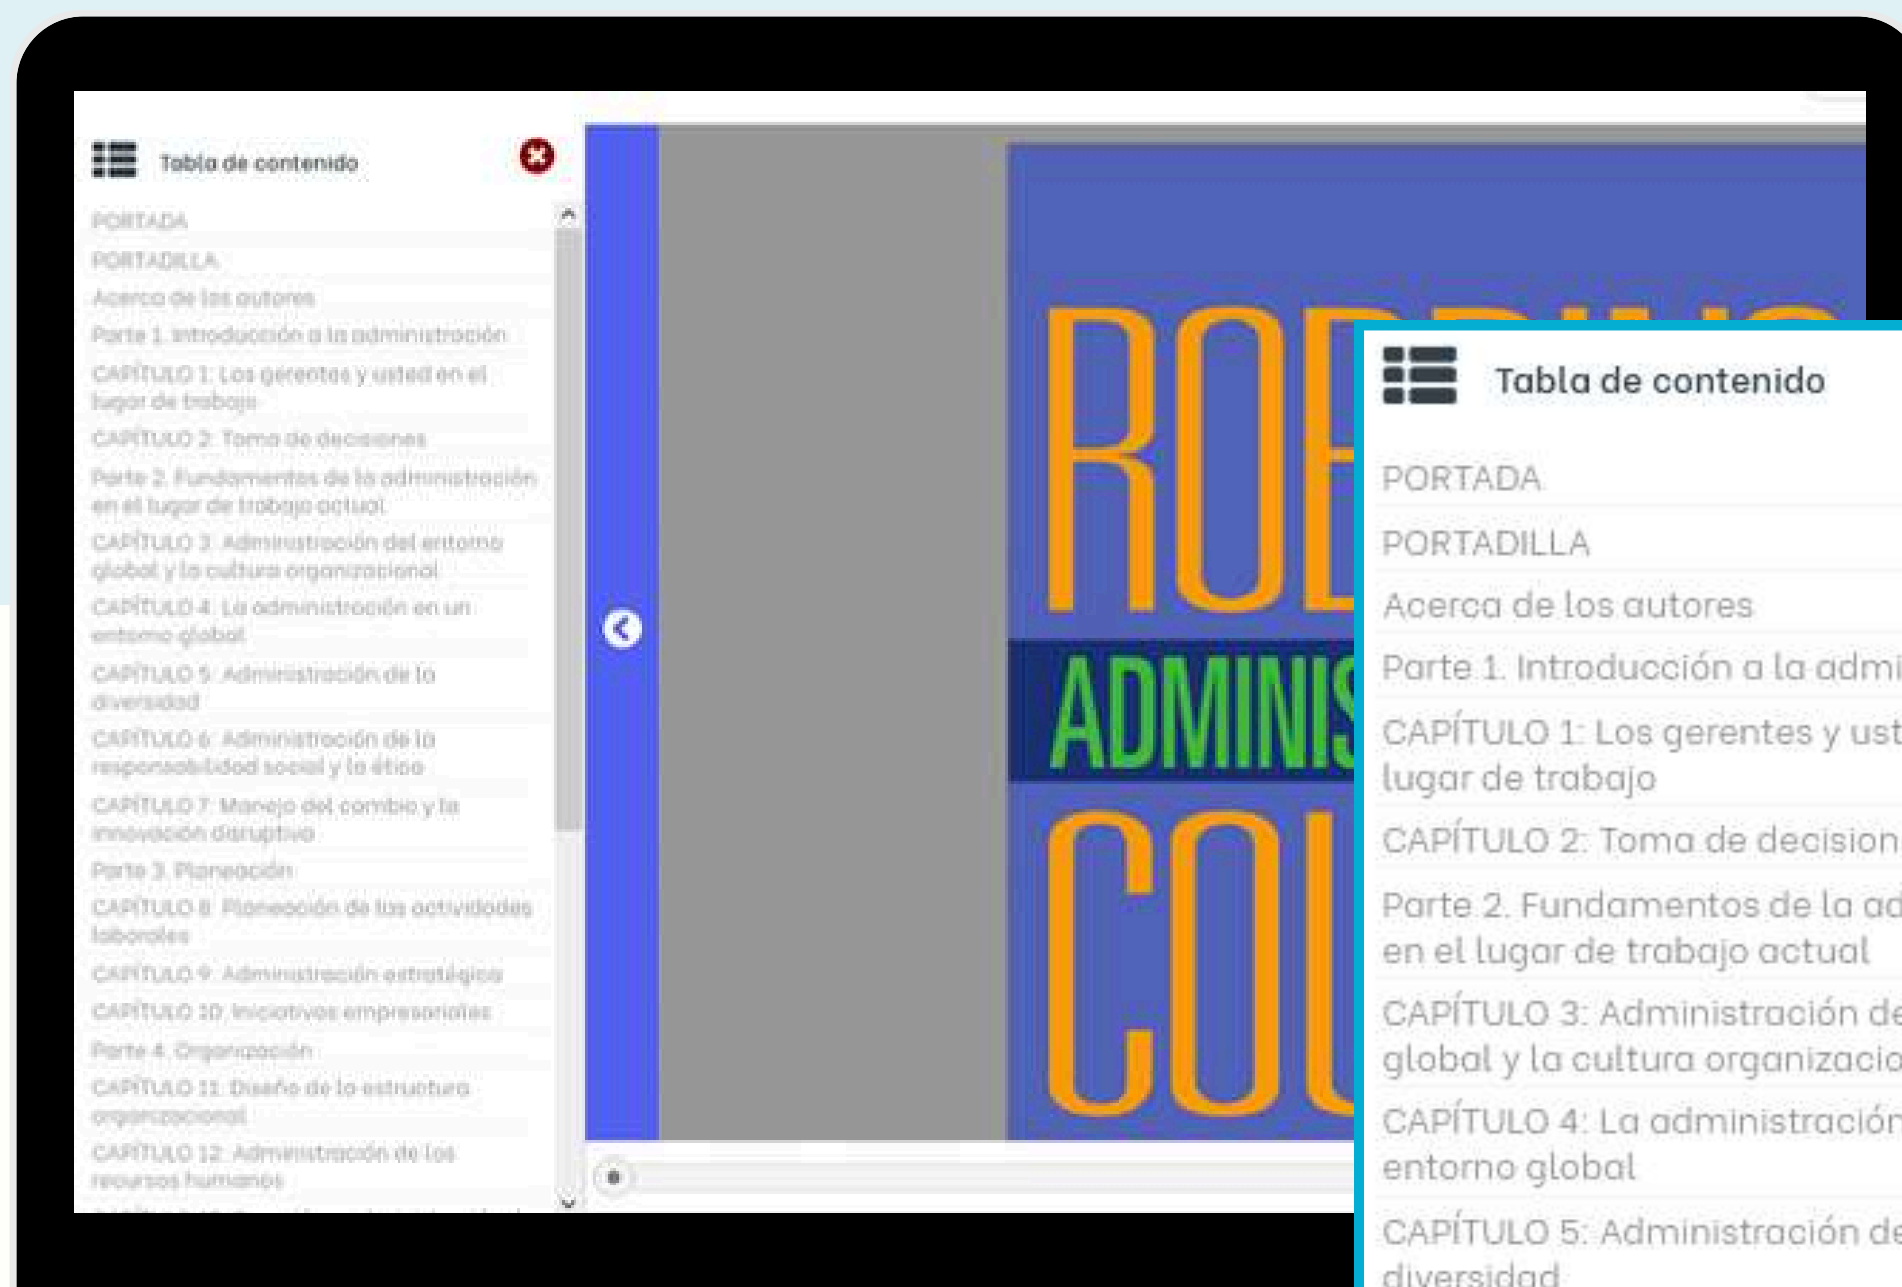 Tabla de contenido
PORTADA
PORTADILLA
Acerca de los autores
Parte 1. Introducción a la administración
CAPÍTULO 1: Los gerentes y usted en el
lugar de trabajo
CAPÍTULO 2: Toma de decisiones
Parte 2. Fundamentos de la administración
en el lugar de trabajo actual
CAPÍTULO 3: Administración del entorno
global y la cultura organizacional
CAPÍTULO 4: La administración en un
entorno global
CAPÍTULO 5: Administración de la
diversidad
CAPÍTULO 6: Administración de la
responsabilidad social y la ética
CAPÍTULO 7: Manejo del cambio y la
innovación disruptiva
Parte 3. Planeación
CAPÍTULO 8: Planeación de las actividades
laborales
CAPÍTULO 9: Administración estratégica
CAPÍTULO 10: Iniciativas empresariales
Parte 4. Organización
CAPÍTULO 11: Diseño de la estructura
organizacional
CAPÍTULO 12: Administración de los
recursos humanos
ADMINIS
COU
Tabla de contenido
PORTADA
PORTADILLA
Acerca de los autores
Parte 1. Introducción a la admi
CAPÍTULO 1: Los gerentes y ust
lugar de trabajo
CAPÍTULO 2: Toma de decision
Parte 2. Fundamentos de la ad
en el lugar de trabajo actual
CAPÍTULO 3: Administración de
global y la cultura organizacio
CAPÍTULO 4: La administración
entorno global
CAPÍTULO 5: Administración de
diversidad